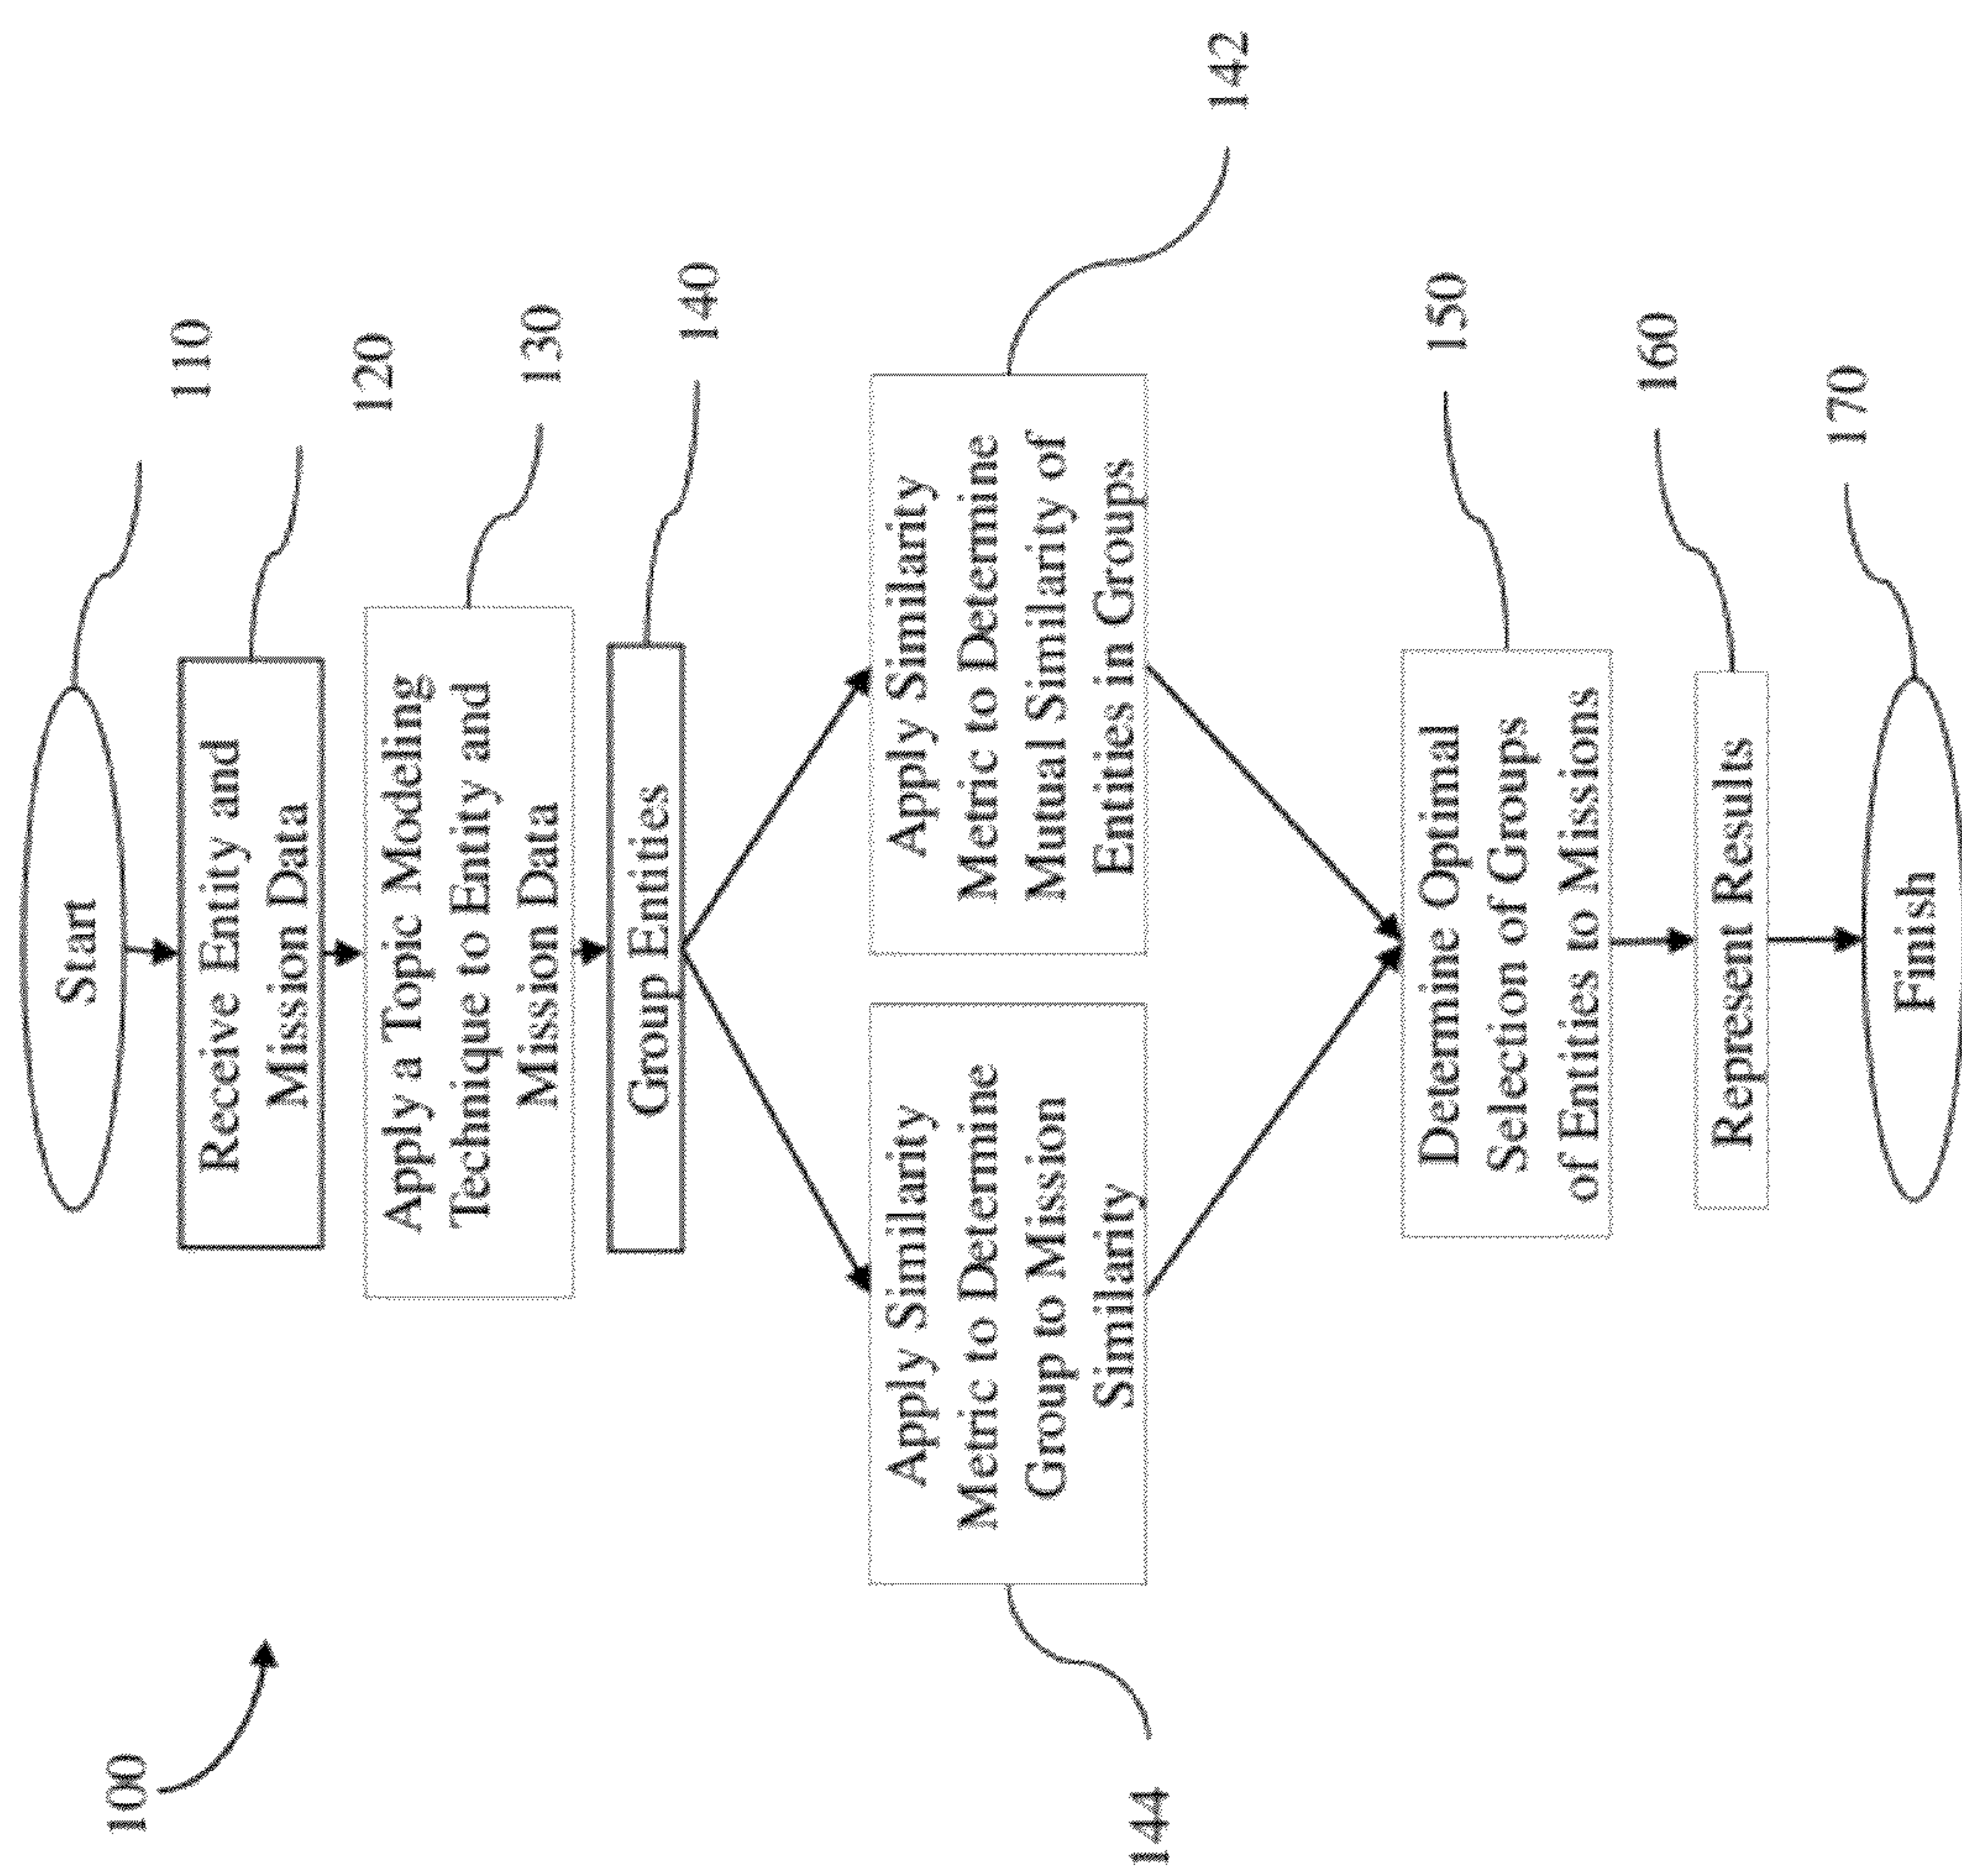 100
Start
110
Receive Entity and
Mission Data
120
Apply a Topic Modeling
Technique to Entity and
Mission Data
130
Group Entities
140
Apply Similarity
Metric to Determine
Group to Mission
Similarity
144
Apply Similarity
Metric to Determine
Mutual Similarity of
Entities in Groups
142
Determine Optimal
Selection of Groups
of Entities to Missions
150
Represent Results
160
Finish
170